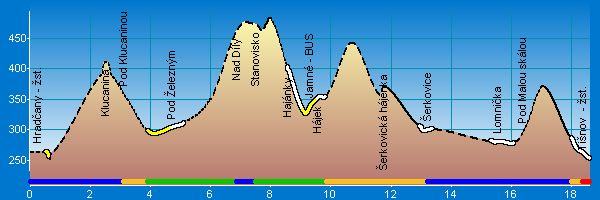 450
400
350
300
250
Hradčany - žst.
Klucanina
Pod Klucaninou
Pod Železným
Nad Díly
Stanovisko
Hajánky
Jamné - BUS
Hájek
Šerkovická hájenka
Šerkovice
Lomnička
Pod Malou skálou
Tišnov - žst.
0
2
4
6
8
10
12
14
16
18